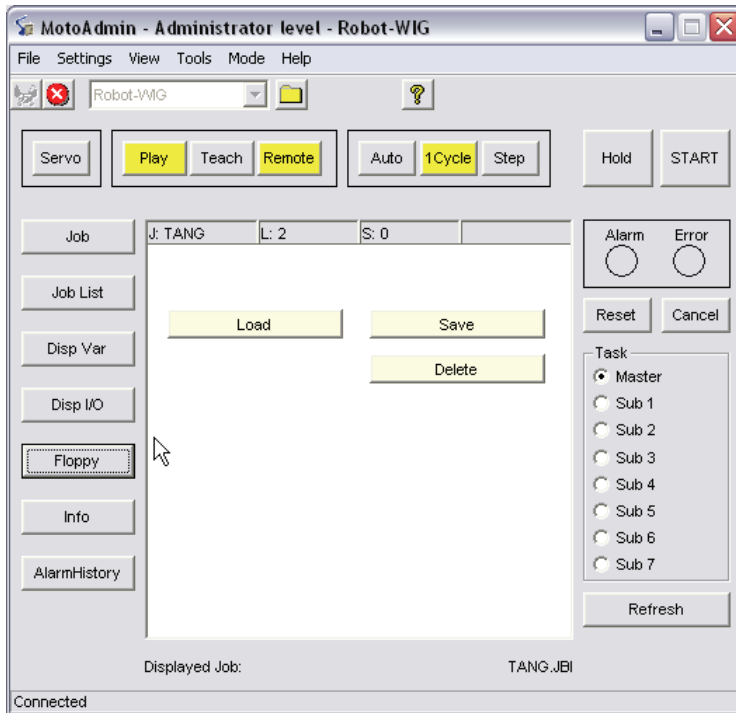 MotoAdmin - Administrator level - Robot-WIG
File Settings View Tools Mode Help
Robot-WIG
?
Servo Play Teach Remote Auto 1Cycle Step Hold START
Job
Job List
Disp Var
Disp I/O
Floppy
Info
AlarmHistory
J: TANG L: 2 S: 0
Load Save
Delete
Alarm Error
Reset Cancel
Task
Master
Sub 1
Sub 2
Sub 3
Sub 4
Sub 5
Sub 6
Sub 7
Refresh
Displayed Job: TANG.JBI
Connected